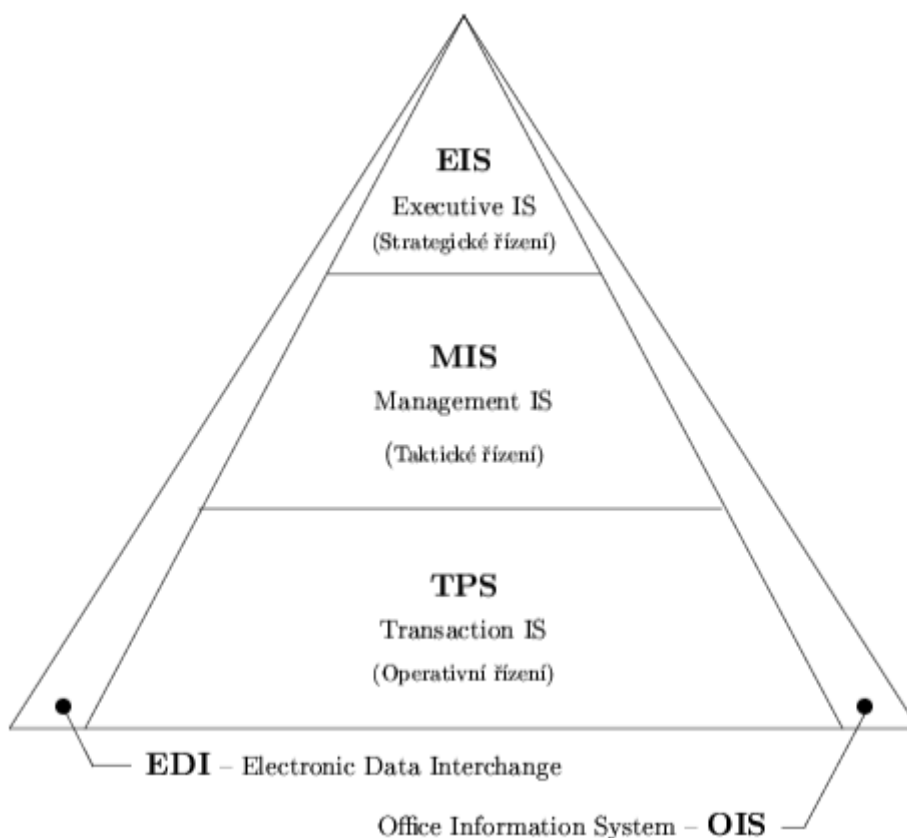 EIS
Executive IS
(Strategické řízení)
MIS
Management IS
(Taktické řízení)
TPS
Transaction IS
(Operativní řízení)
EDI – Electronic Data Interchange
Office Information System – OIS